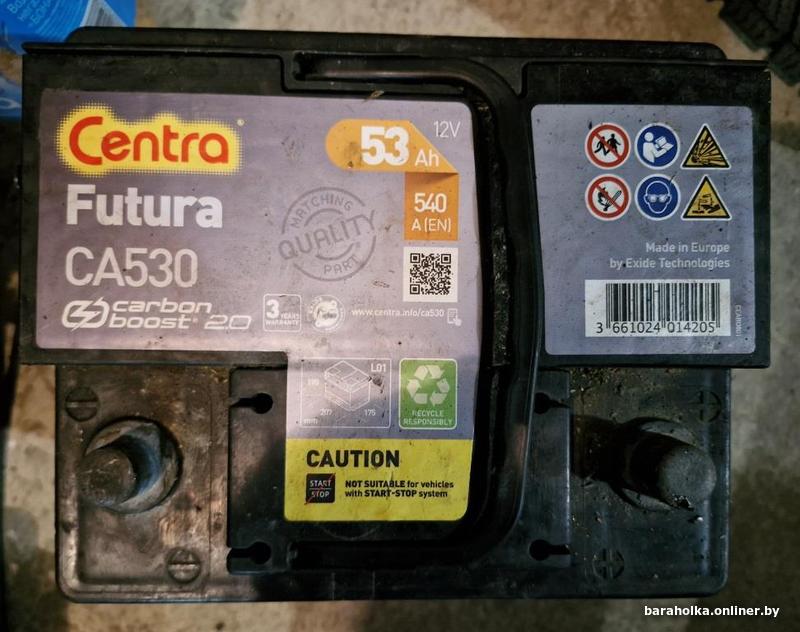 Centra
Futura
CA530
carbon
boost 2.0
3 YEARS
WARRANTY
www.centra.info/ca530
53 Ah
12V
540
A (EN)
MATCHING
QUALITY
PART
Made in Europe
by Exide Technologies
3 661024 014205
L01
190
207
175
mm
RECYCLE
RESPONSIBLY
CAUTION
START
STOP
NOT SUITABLE for vehicles
with START-STOP system
baraholka.onliner.by